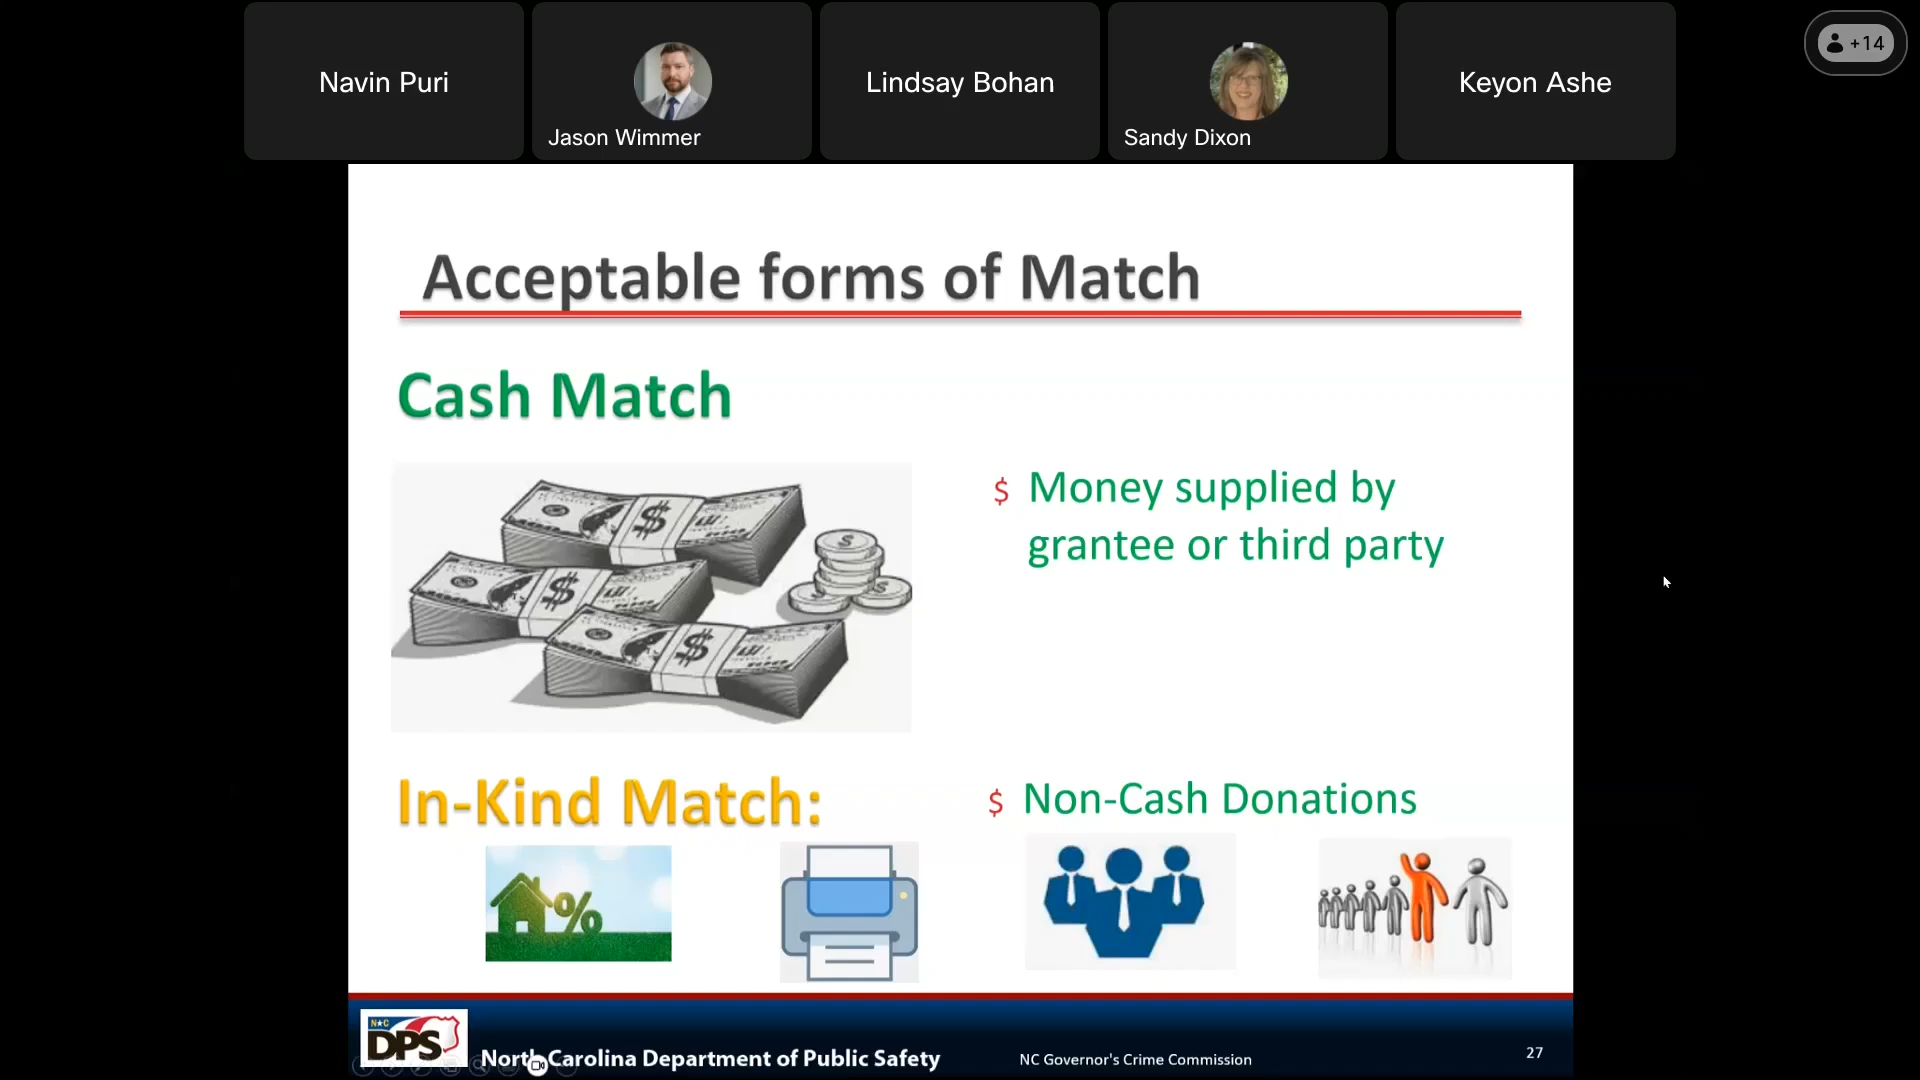 Navin Puri
Jason Wimmer
Lindsay Bohan
Sandy Dixon
Keyon Ashe
+14
Acceptable forms of Match
Cash Match
$ Money supplied by
grantee or third party
In-Kind Match:
$ Non-Cash Donations
%
N★C
DPS
North Carolina Department of Public Safety
NC Governor's Crime Commission
27